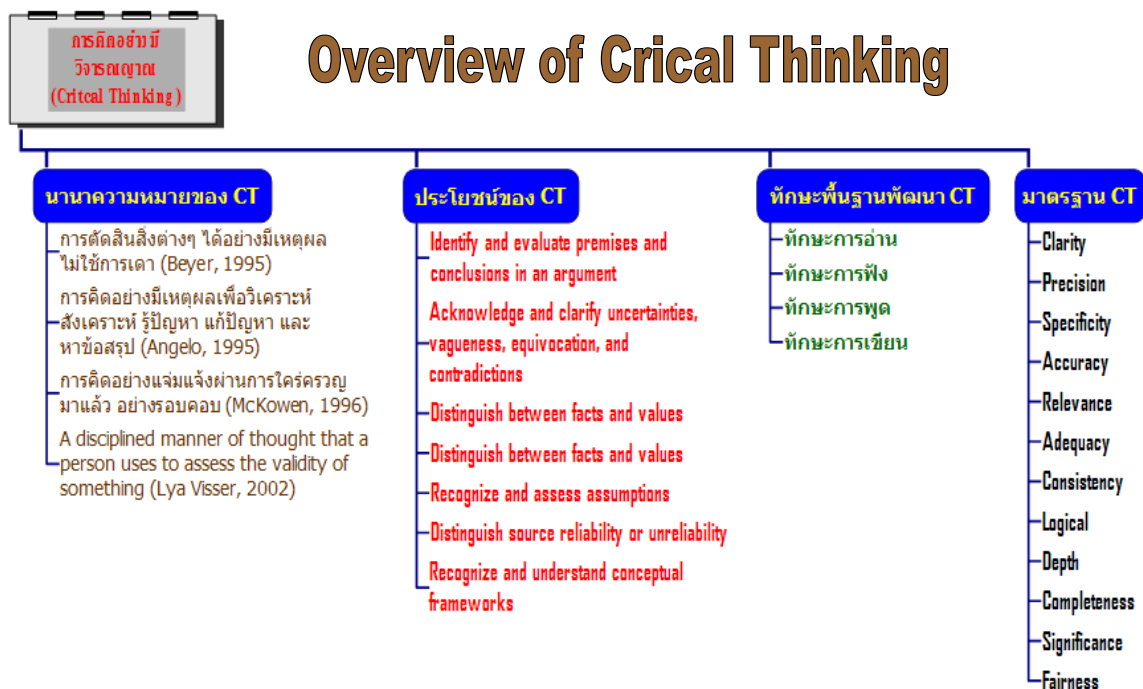 การคิดอย่างมี
วิจารณญาณ
(Critcal Thinking)
Overview of Crical Thinking
นานาความหมายของ CT
การตัดสินสิ่งต่างๆ ได้อย่างมีเหตุผล
ไม่ใช้การเดา (Beyer, 1995)
การคิดอย่างมีเหตุผลเพื่อวิเคราะห์
สังเคราะห์ รู้ปัญหา แก้ปัญหา และ
หาข้อสรุป (Angelo, 1995)
การคิดอย่างแจ่มแจ้งผ่านการใคร่ครวญ
มาแล้ว อย่างรอบคอบ (McKowen, 1996)
A disciplined manner of thought that a
person uses to assess the validity of
something (Lya Visser, 2002)
ประโยชน์ของ CT
Identify and evaluate premises and
conclusions in an argument
Acknowledge and clarify uncertainties,
vagueness, equivocation, and
contradictions
Distinguish between facts and values
Distinguish between facts and values
Recognize and assess assumptions
Distinguish source reliability or unreliability
Recognize and understand conceptual
frameworks
ทักษะพื้นฐานพัฒนา CT
ทักษะการอ่าน
ทักษะการฟัง
ทักษะการพูด
ทักษะการเขียน
มาตรฐาน CT
Clarity
Precision
Specificity
Accuracy
Relevance
Adequacy
Consistency
Logical
Depth
Completeness
Significance
Fairness